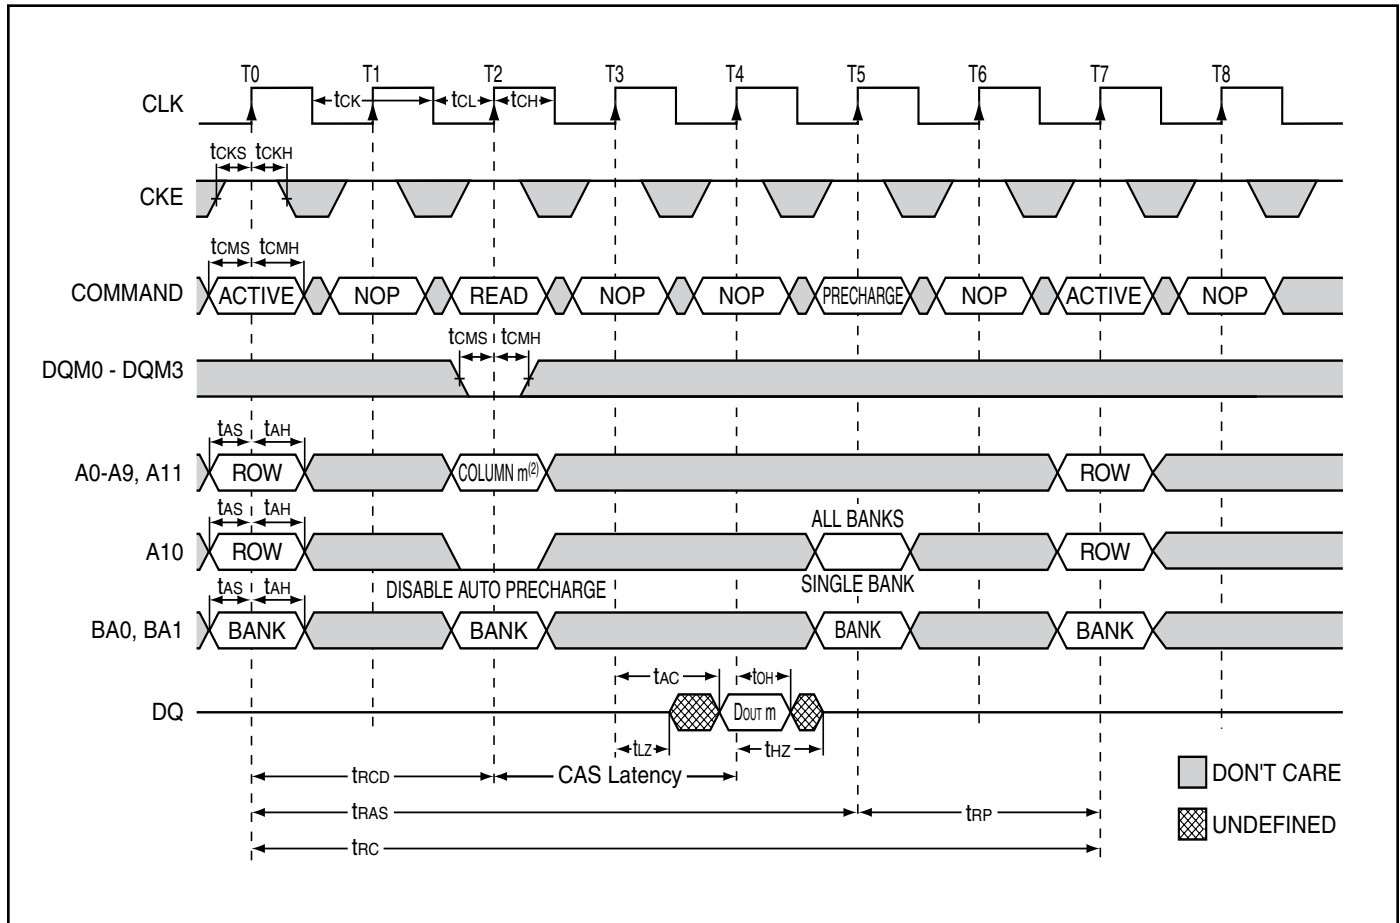 T0 T1 T2 T3 T4 T5 T6 T7 T8
CLK tCK tCL tCH
tCKS tCKH
CKE
tCMS tCMH
COMMAND ACTIVE NOP READ NOP NOP PRECHARGE NOP ACTIVE NOP
tCMS tCMH
DQM0 - DQM3
tAS tAH
A0-A9, A11 ROW COLUMN m(2) ROW
tAS tAH ALL BANKS
A10 ROW ROW
tAS tAH DISABLE AUTO PRECHARGE SINGLE BANK
BA0, BA1 BANK BANK BANK BANK
tAC tOH
DQ DOUT m
tLZ tHZ
tRCD CAS Latency DON'T CARE
tRAS tRP UNDEFINED
tRC